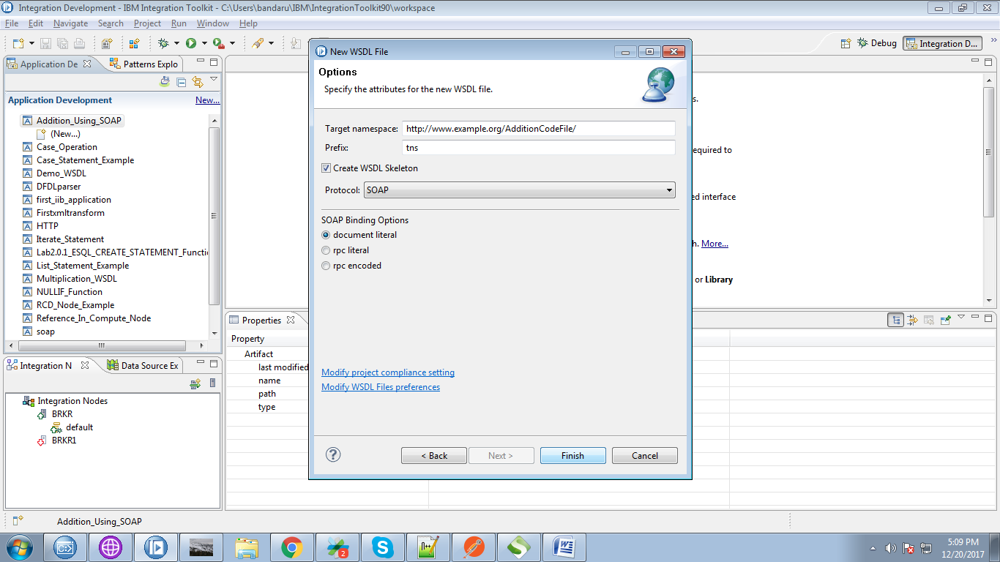 Integration Development - IBM Integration Toolkit - C:\Users\bandaru\IBM\IntegrationToolkit90\workspace
File Edit Navigate Search Project Run Window Help
Debug
Integration D...
Application De
Patterns Explo
Application Development
New...
Addition_Using_SOAP
(New...)
Case_Operation
Case_Statement_Example
Demo_WSDL
DFDLparser
first_iib_application
Firstxmltransform
HTTP
Iterate_Statement
Lab2.0.1_ESQL_CREATE_STATEMENT_Functi
List_Statement_Example
Multiplication_WSDL
NULLIF_Function
RCD_Node_Example
Reference_In_Compute_Node
soap
Integration N
Data Source Ex
Integration Nodes
BRKR
default
BRKR1
New WSDL File
Options
Specify the attributes for the new WSDL file.
Target namespace: http://www.example.org/AdditionCodeFile/
Prefix: tns
Create WSDL Skeleton
Protocol: SOAP
SOAP Binding Options
document literal
rpc literal
rpc encoded
Modify project compliance setting
Modify WSDL Files preferences
? < Back Next > Finish Cancel
s.
equired to
ed interface
h. More...
or Library
Properties
Property
Artifact
last modified
name
path
type
Addition_Using_SOAP
2
5:09 PM
12/20/2017